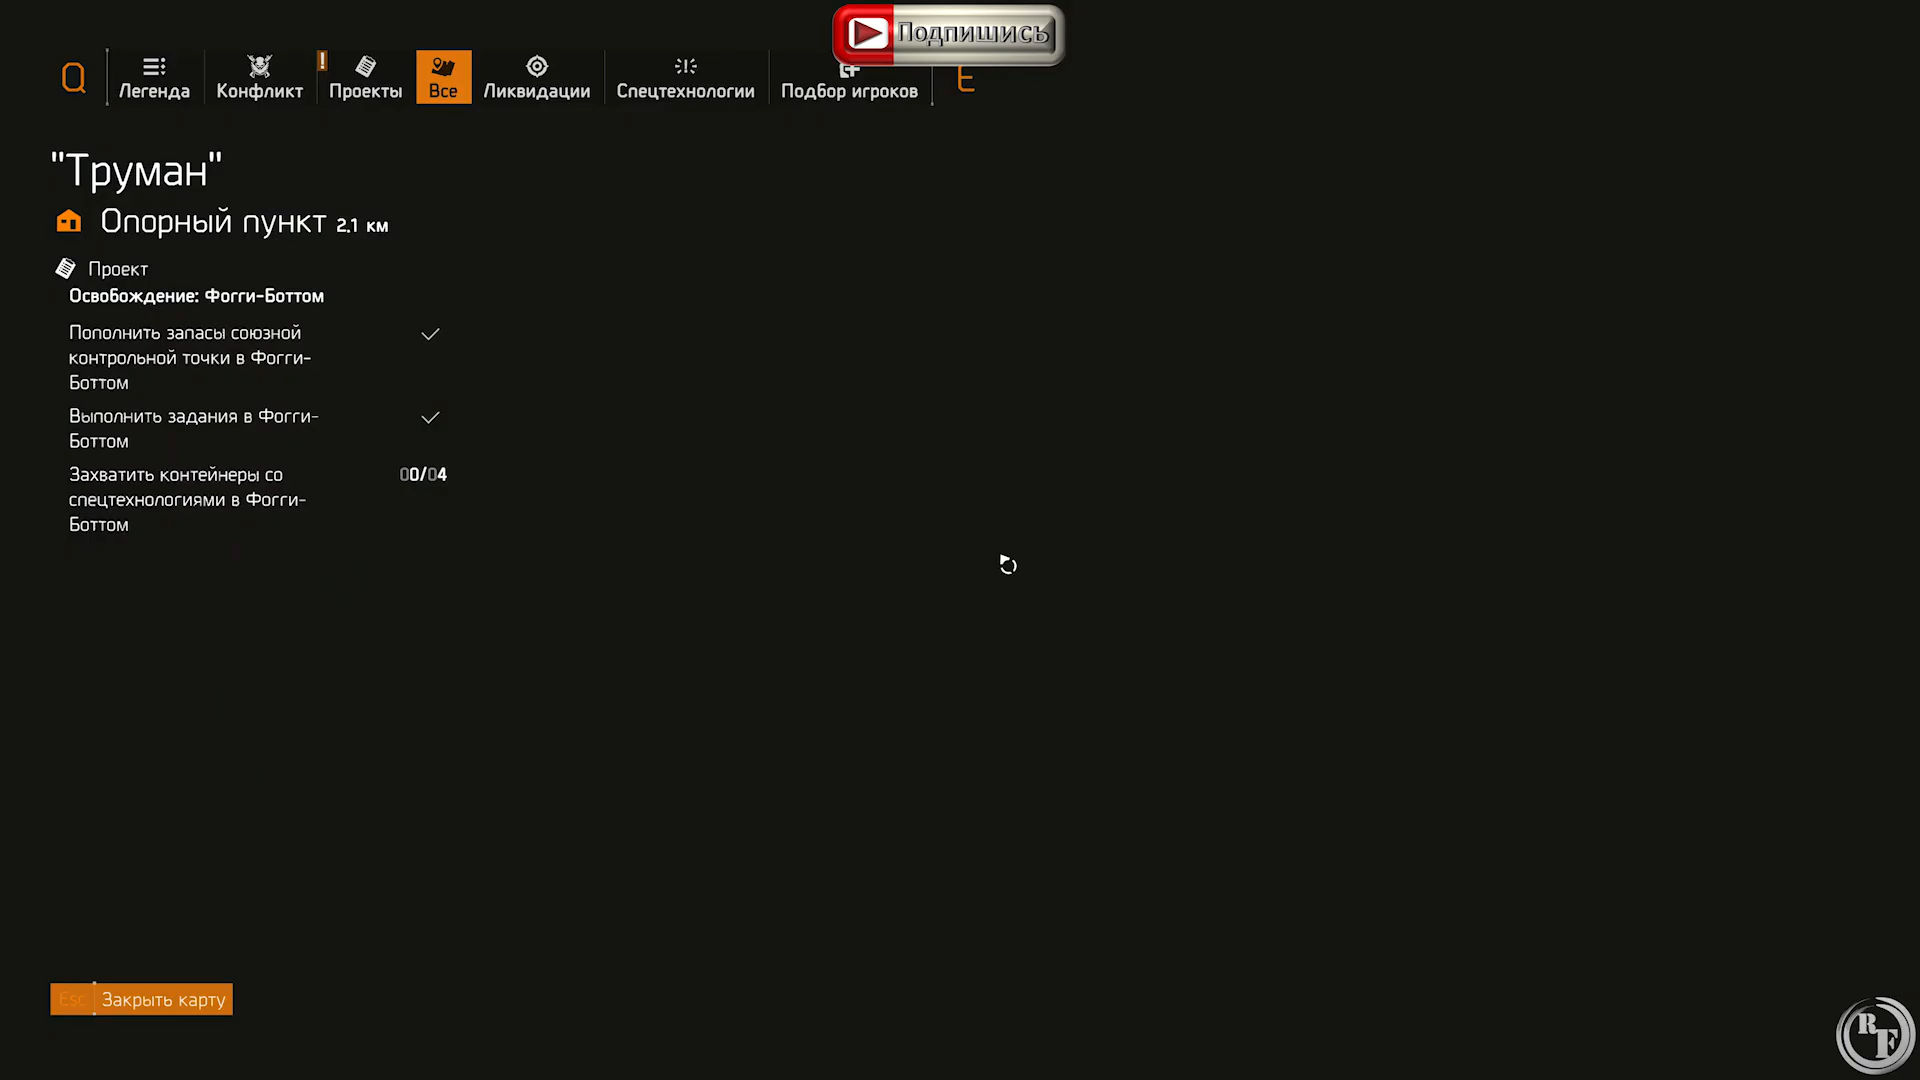 Подпишись
Q
Легенда
Конфликт
!
Проекты
Все
Ликвидации
Спецтехнологии
Подбор игроков
E
"Труман"
Опорный пункт 2.1 км
Проект
Освобождение: Фогги-Боттом
Пополнить запасы союзной
контрольной точки в Фогги-
Боттом
Выполнить задания в Фогги-
Боттом
Захватить контейнеры со 00/04
спецтехнологиями в Фогги-
Боттом
Esc Закрыть карту
RF